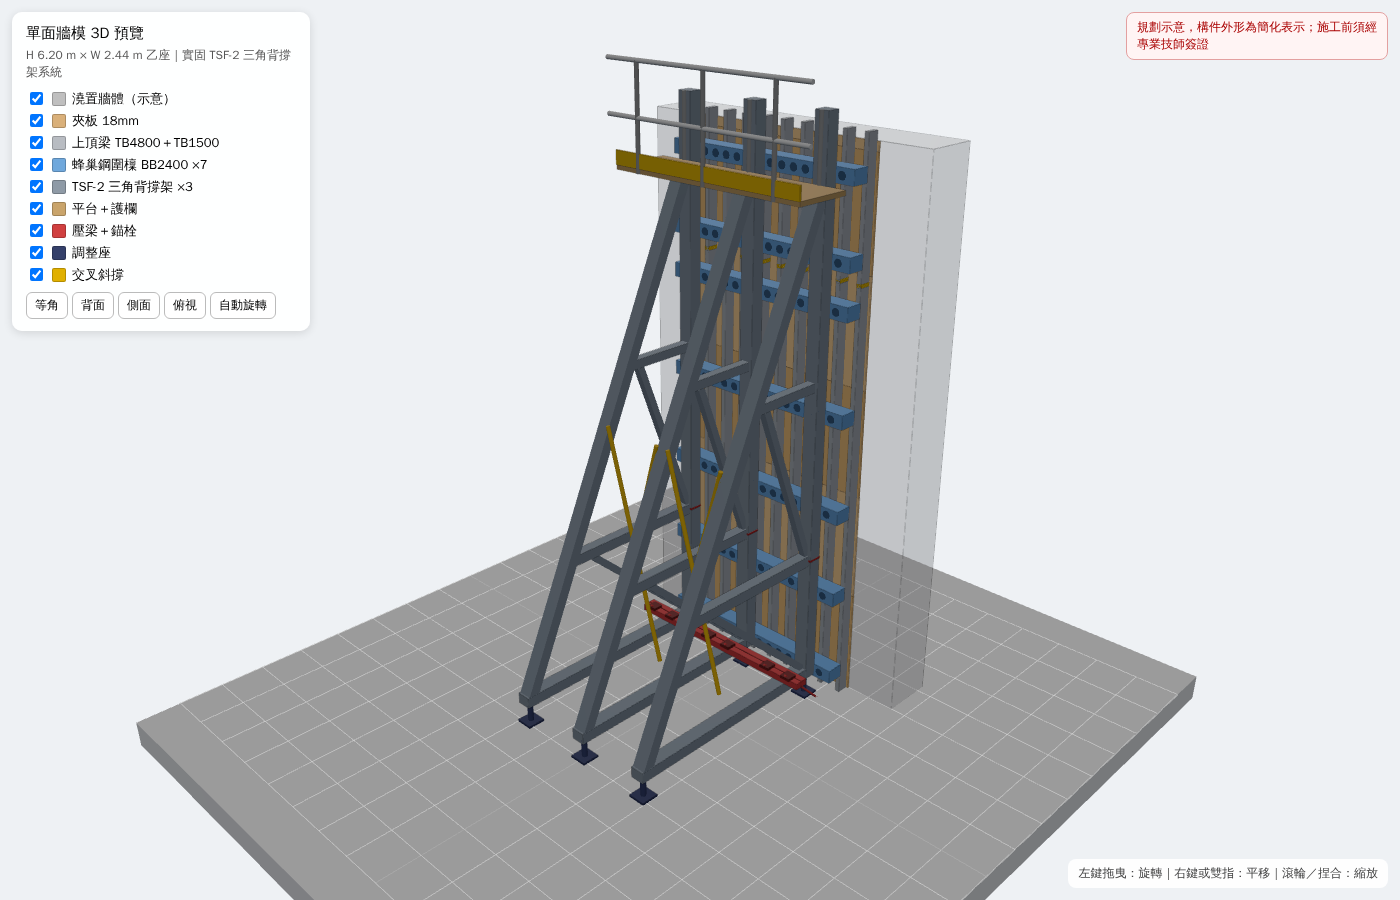 單面牆模 3D 預覽
H 6.20 m × W 2.44 m 乙座｜實固 TSF-2 三角背撐
架系統
澆置牆體（示意）
夾板 18mm
上頂梁 TB4800＋TB1500
蜂巢鋼圍檁 BB2400 ×7
TSF-2 三角背撐架 ×3
平台＋護欄
壓梁＋錨栓
調整座
交叉斜撐
等角 背面 側面 俯視 自動旋轉
規劃示意，構件外形為簡化表示；施工前須經
專業技師簽證
左鍵拖曳：旋轉｜右鍵或雙指：平移｜滾輪／捏合：縮放